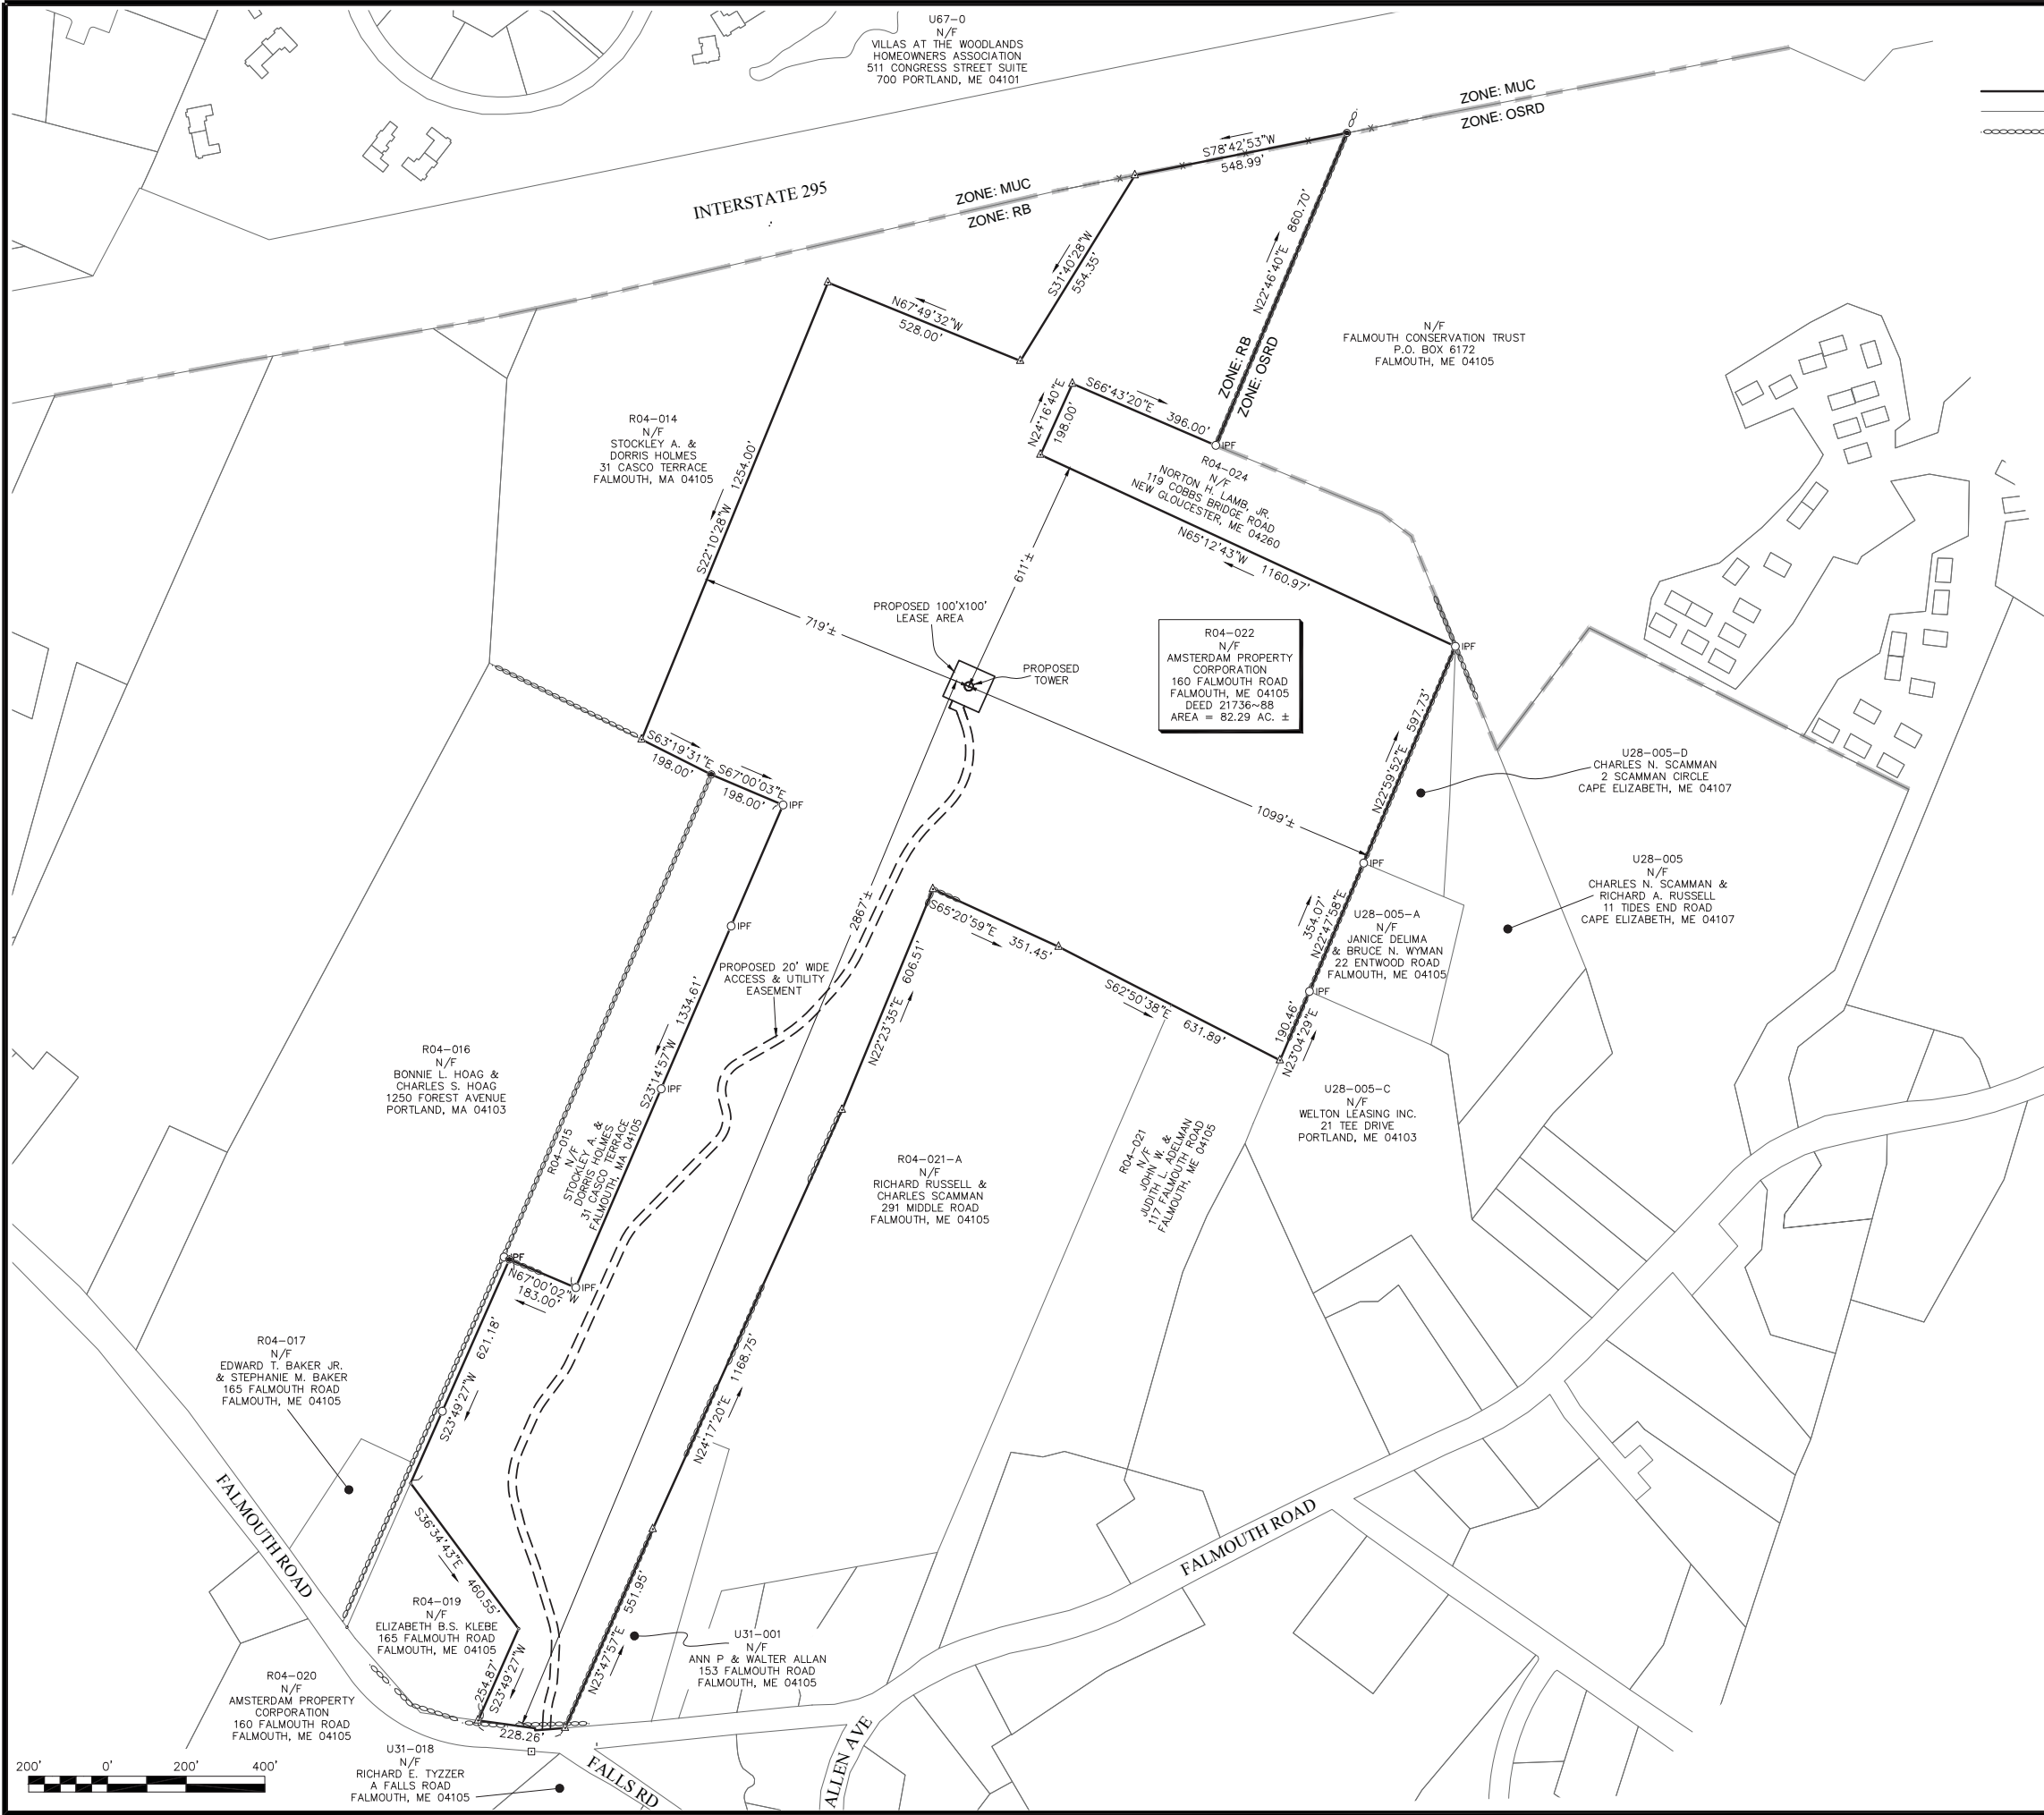 U67-0
N/F
VILLAS AT THE WOODLANDS
HOMEOWNERS ASSOCIATION
511 CONGRESS STREET SUITE
700 PORTLAND, ME 04101
ZONE: MUC
ZONE: OSRD
S78°42'53"W
548.99'
INTERSTATE 295
ZONE: MUC
ZONE: RB
S31°40'28"W
554.35'
N22°46'40"E 860.70'
N67°49'32"W
528.00'
ZONE: RB
ZONE: OSRD
N/F
FALMOUTH CONSERVATION TRUST
P.O. BOX 6172
FALMOUTH, ME 04105
N24°16'40"E
198.00'
S66°43'20"E 396.00'
IPF
R04-014
N/F
STOCKLEY A. &
DORRIS HOLMES
31 CASCO TERRACE
FALMOUTH, MA 04105
S22°10'28"W 1254.00'
R04-024
N/F
NORTON H. LAMB, JR.
119 COBBS BRIDGE ROAD
NEW GLOUCESTER, ME 04260
N65°12'43"W 1160.97'
611'±
719'±
PROPOSED 100'X100'
LEASE AREA
PROPOSED
TOWER
R04-022
N/F
AMSTERDAM PROPERTY
CORPORATION
160 FALMOUTH ROAD
FALMOUTH, ME 04105
DEED 21736~88
AREA = 82.29 AC. ±
IPF
N22°59'52"E 597.73'
S63°19'31"E
198.00'
S67°00'03"E
198.00'
IPF
1099'±
IPF
U28-005-D
CHARLES N. SCAMMAN
2 SCAMMAN CIRCLE
CAPE ELIZABETH, ME 04107
U28-005
N/F
CHARLES N. SCAMMAN &
RICHARD A. RUSSELL
11 TIDES END ROAD
CAPE ELIZABETH, ME 04107
2867'±
IPF
S65°20'59"E 351.45'
354.07'
N22°47'58"E
U28-005-A
N/F
JANICE DELIMA
& BRUCE N. WYMAN
22 ENTWOOD ROAD
FALMOUTH, ME 04105
PROPOSED 20' WIDE
ACCESS & UTILITY
EASEMENT
N22°23'35"E 606.51'
S62°50'38"E 631.89'
IPF
190.46'
N23°04'29"E
S23°14'57"W 1334.61'
IPF
R04-016
N/F
BONNIE L. HOAG &
CHARLES S. HOAG
1250 FOREST AVENUE
PORTLAND, MA 04103
R04-015
N/F
STOCKLEY A. &
DORRIS HOLMES
31 CASCO TERRACE
FALMOUTH, MA 04105
R04-021-A
N/F
RICHARD RUSSELL &
CHARLES SCAMMAN
291 MIDDLE ROAD
FALMOUTH, ME 04105
R04-021
N/F
JOHN W. &
JUDITH L. ADELMAN
117 FALMOUTH ROAD
FALMOUTH, ME 04105
U28-005-C
N/F
WELTON LEASING INC.
21 TEE DRIVE
PORTLAND, ME 04103
IPF
N67°00'02"W
183.00'
IPF
R04-017
N/F
EDWARD T. BAKER JR.
& STEPHANIE M. BAKER
165 FALMOUTH ROAD
FALMOUTH, ME 04105
S23°49'27"W 621.18'
N24°17'20"E 1168.75'
FALMOUTH ROAD
S36°34'43"E 460.55'
FALMOUTH ROAD
R04-019
N/F
ELIZABETH B.S. KLEBE
165 FALMOUTH ROAD
FALMOUTH, ME 04105
254.87'
S23°49'27"W
N23°47'57"E 551.95'
U31-001
N/F
ANN P & WALTER ALLAN
153 FALMOUTH ROAD
FALMOUTH, ME 04105
R04-020
N/F
AMSTERDAM PROPERTY
CORPORATION
160 FALMOUTH ROAD
FALMOUTH, ME 04105
228.26'
U31-018
N/F
RICHARD E. TYZZER
A FALLS ROAD
FALMOUTH, ME 04105
FALLS RD
ALLEN AVE
200' 0' 200' 400'